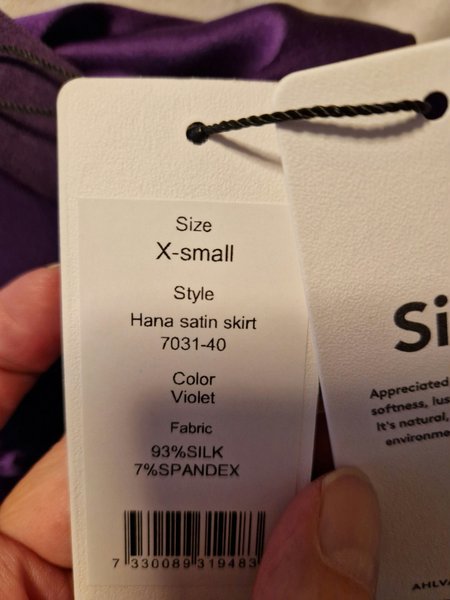 Size
X-small
Style
Hana satin skirt
7031-40
Color
Violet
Fabric
93%SILK
7%SPANDEX
7 330089 319483
Si
Appreciated
softness, lus
It's natural,
environme
AHLVA